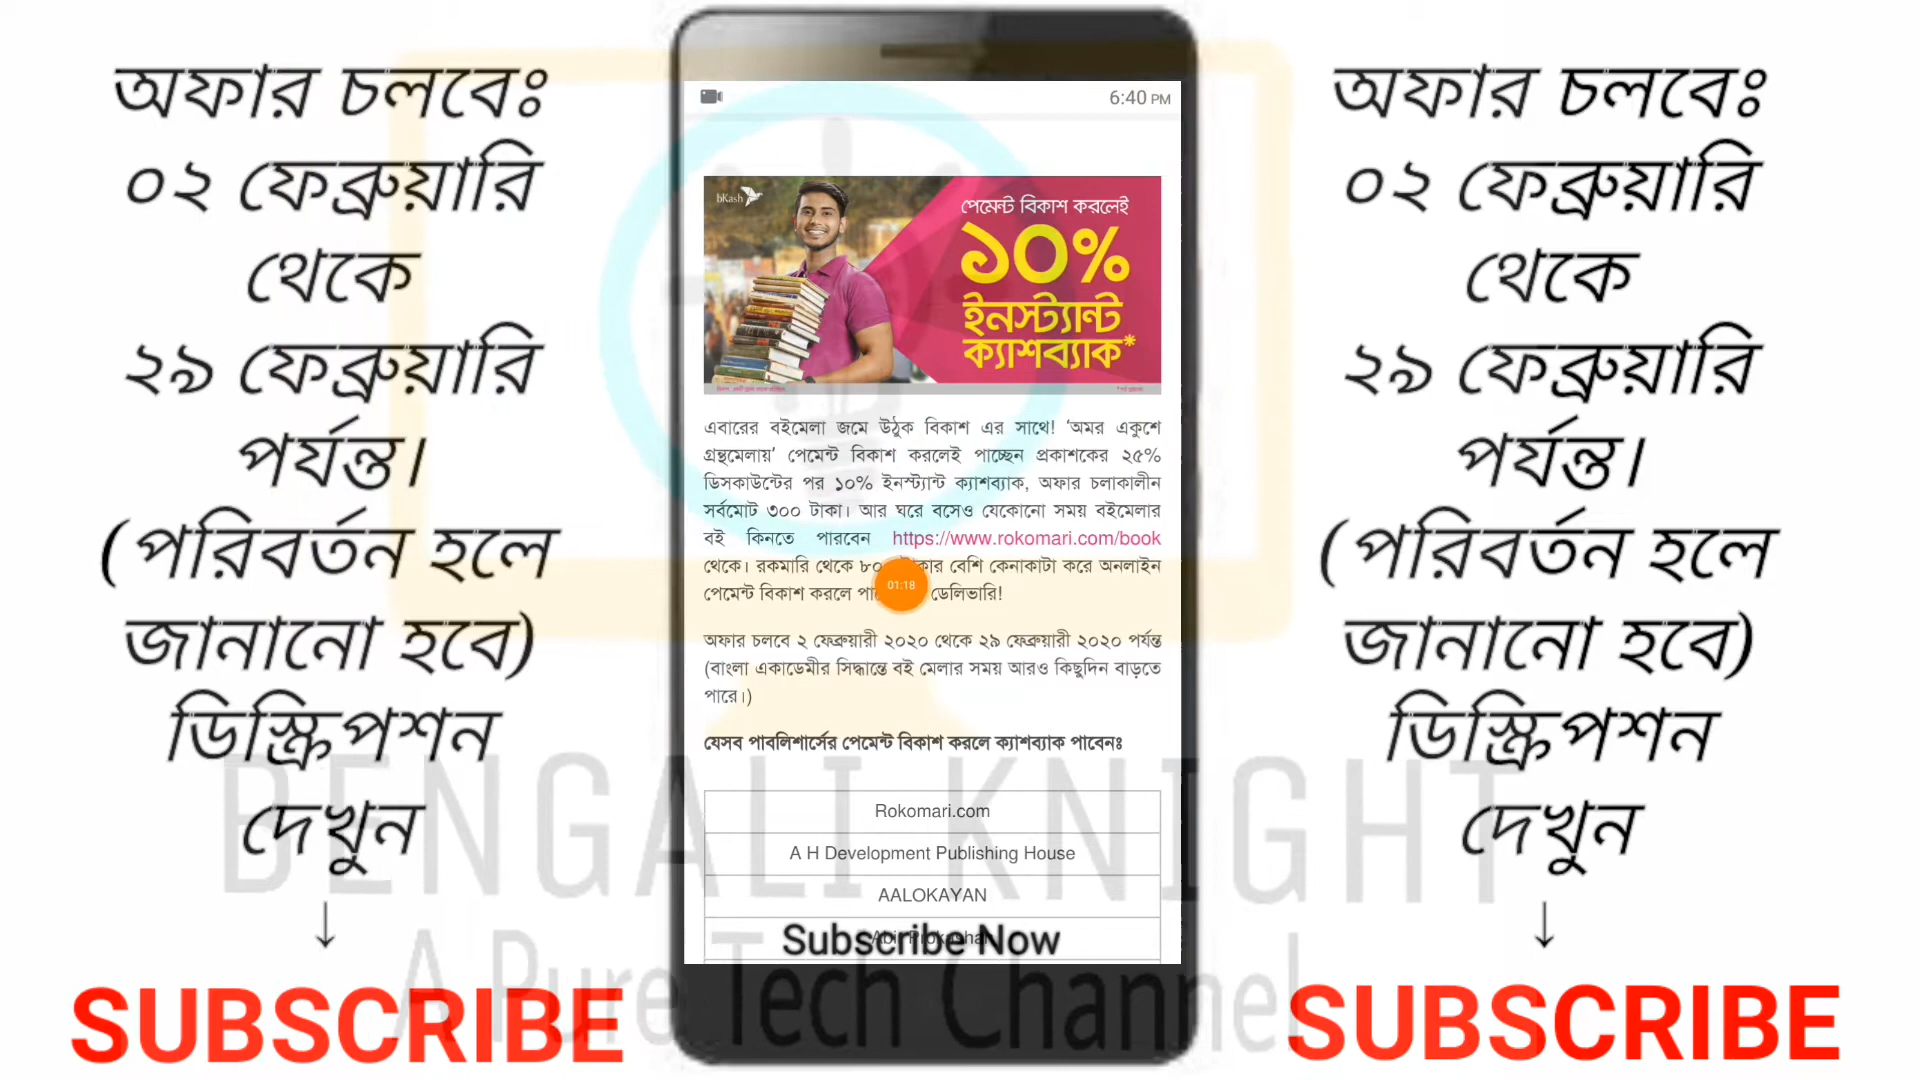 অফার চলবেঃ
০২ ফেব্রুয়ারি
থেকে
২৯ ফেব্রুয়ারি
পর্যন্ত।
(পরিবর্তন হলে
জানানো হবে)
ডিস্ক্রিপশন
দেখুন
↓
SUBSCRIBE
6:40 PM
bKash
পেমেন্ট বিকাশ করলেই
১০%
ইনস্ট্যান্ট
ক্যাশব্যাক*
এবারের বইমেলা জমে উঠুক বিকাশ এর সাথে! ‘অমর একুশে
গ্রন্থমেলায়’ পেমেন্ট বিকাশ করলেই পাচ্ছেন প্রকাশকের ২৫%
ডিসকাউন্টের পর ১০% ইনস্ট্যান্ট ক্যাশব্যাক, অফার চলাকালীন
সর্বমোট ৩০০ টাকা। আর ঘরে বসেও যেকোনো সময় বইমেলার
বই কিনতে পারবেন https://www.rokomari.com/book
থেকে। রকমারি থেকে বেশি কেনাকাটা করে অনলাইন
01:18
পেমেন্ট বিকাশ করলে ডেলিভারি!
অফার চলবে ২ ফেব্রুয়ারী ২০২০ থেকে ২৯ ফেব্রুয়ারী ২০২০ পর্যন্ত
(বাংলা একাডেমীর সিদ্ধান্তে বই মেলার সময় আরও কিছুদিন বাড়তে
পারে।)
যেসব পাবলিশার্সের পেমেন্ট বিকাশ করলে ক্যাশব্যাক পাবেনঃ
Rokomari.com
A H Development Publishing House
AALOKAYAN
Subscribe Now
BENGALI KNIGHT
A Pure Tech Channel
অফার চলবেঃ
০২ ফেব্রুয়ারি
থেকে
২৯ ফেব্রুয়ারি
পর্যন্ত।
(পরিবর্তন হলে
জানানো হবে)
ডিস্ক্রিপশন
দেখুন
↓
SUBSCRIBE